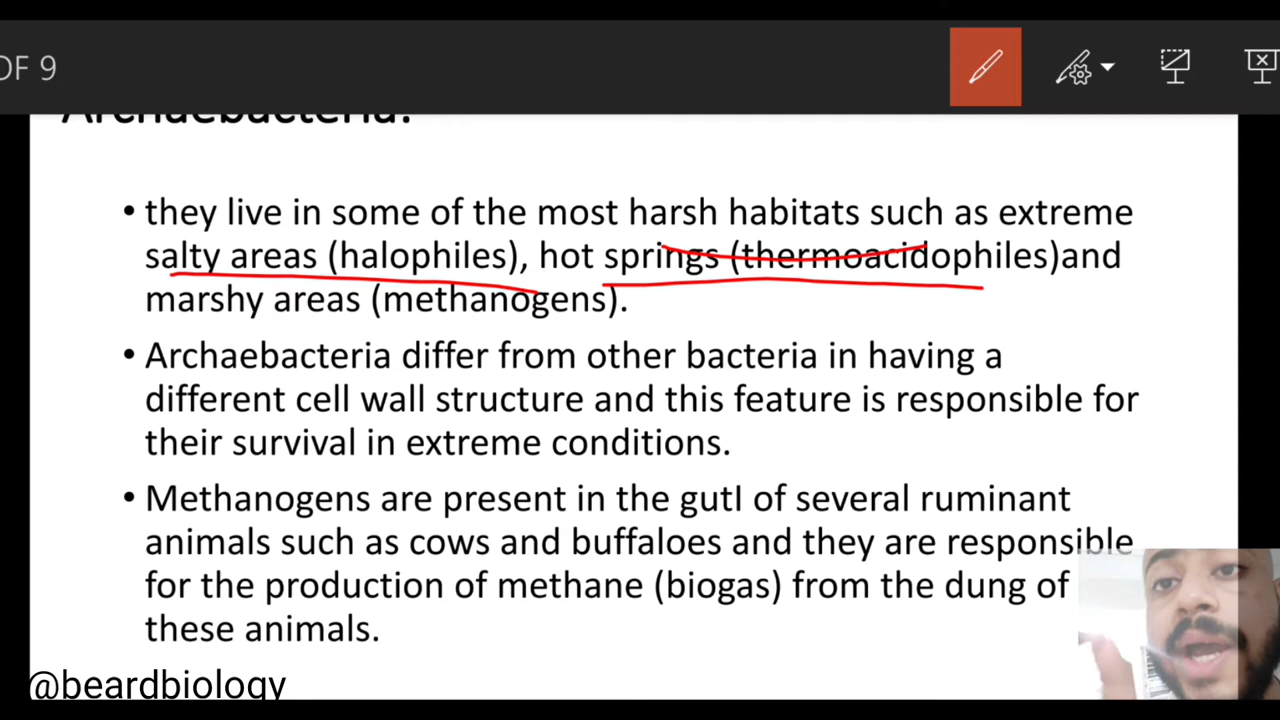 DF 9
Archaebacteria:
• they live in some of the most harsh habitats such as extreme
salty areas (halophiles), hot springs (thermoacidophiles)and
marshy areas (methanogens).
• Archaebacteria differ from other bacteria in having a
different cell wall structure and this feature is responsible for
their survival in extreme conditions.
• Methanogens are present in the gutI of several ruminant
animals such as cows and buffaloes and they are responsible
for the production of methane (biogas) from the dung of
these animals.
@beardbiology